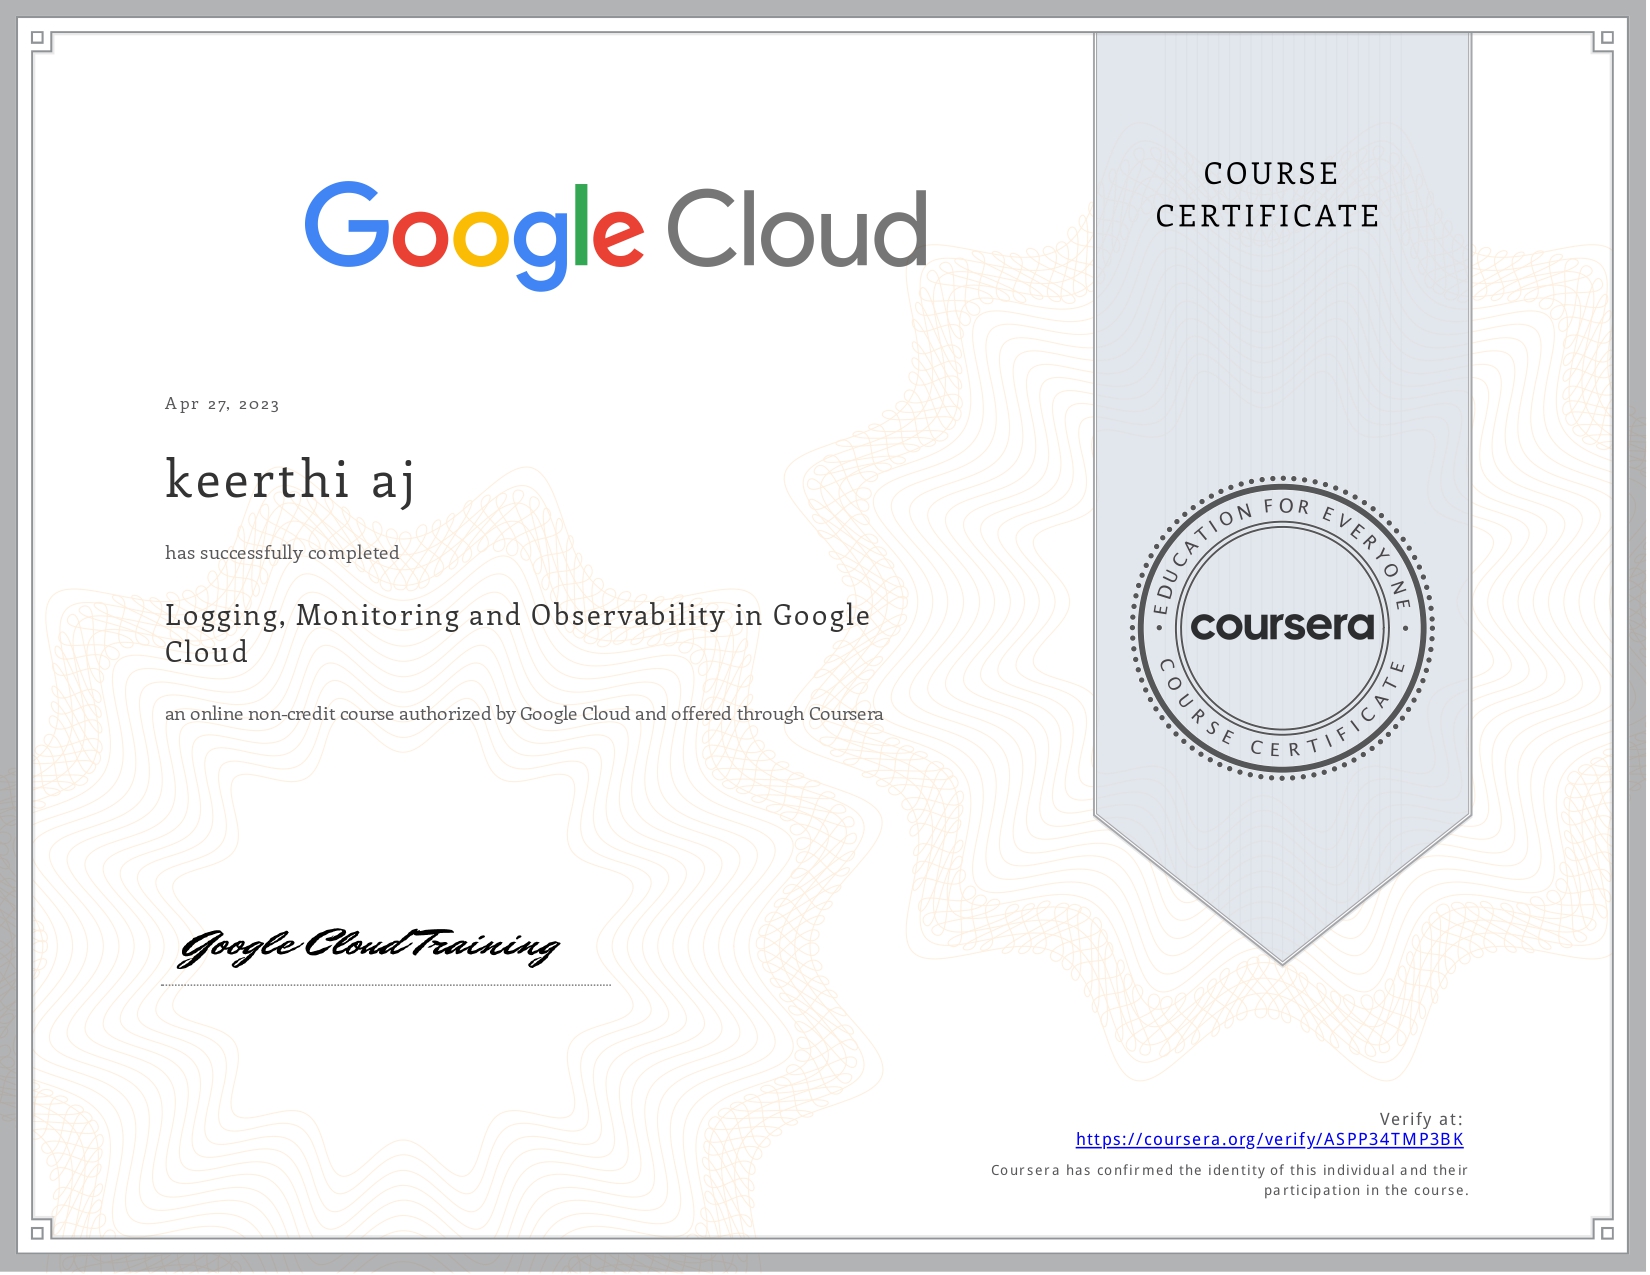 Google Cloud
COURSE
CERTIFICATE
Apr 27, 2023
keerthi aj
has successfully completed
Logging, Monitoring and Observability in Google
Cloud
an online non-credit course authorized by Google Cloud and offered through Coursera
EDUCATION FOR EVERYONE
coursera
COURSE CERTIFICATE
Google Cloud Training
Verify at:
https://coursera.org/verify/ASPP34TMP3BK
Coursera has confirmed the identity of this individual and their
participation in the course.